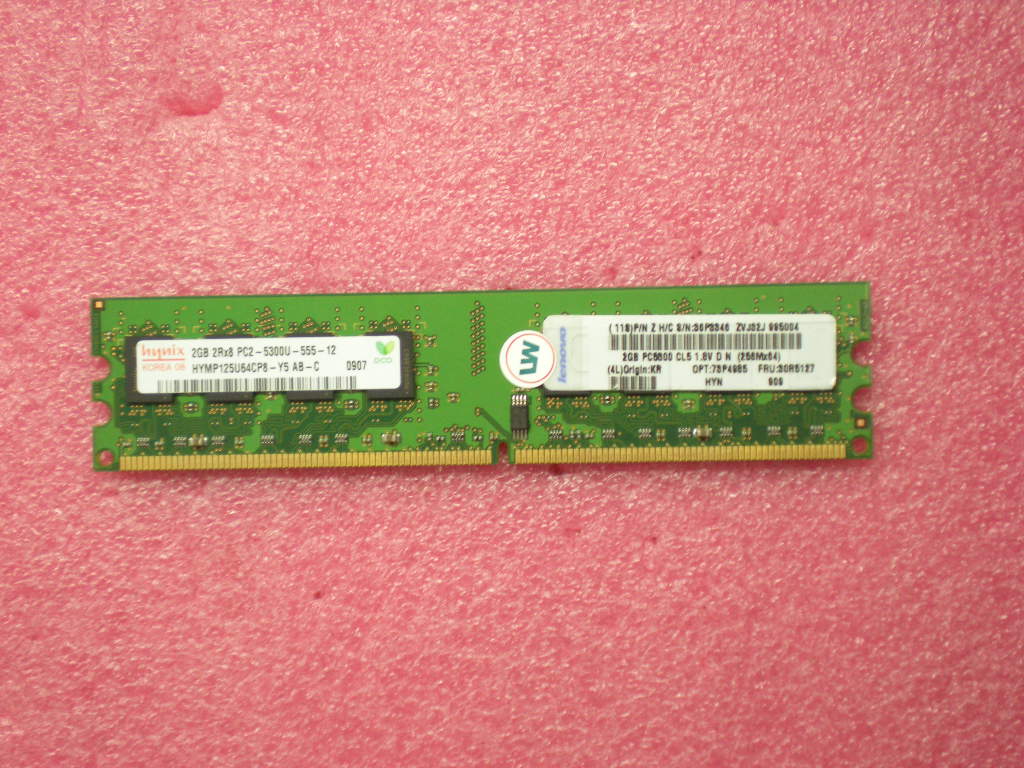 hynix
KOREA 08
2GB 2Rx8 PC2-5300U-555-12
HYMP125U64CP8-Y5 AB-C 0907
lenovo
(11S)P/N Z H/C S/N:36P3346 ZVJ32J 995004
2GB PC5300 CL5 1.8V D N (256Mx64)
(4L)Origin:KR OPT:73P4985 FRU:30R5127
HYN 909